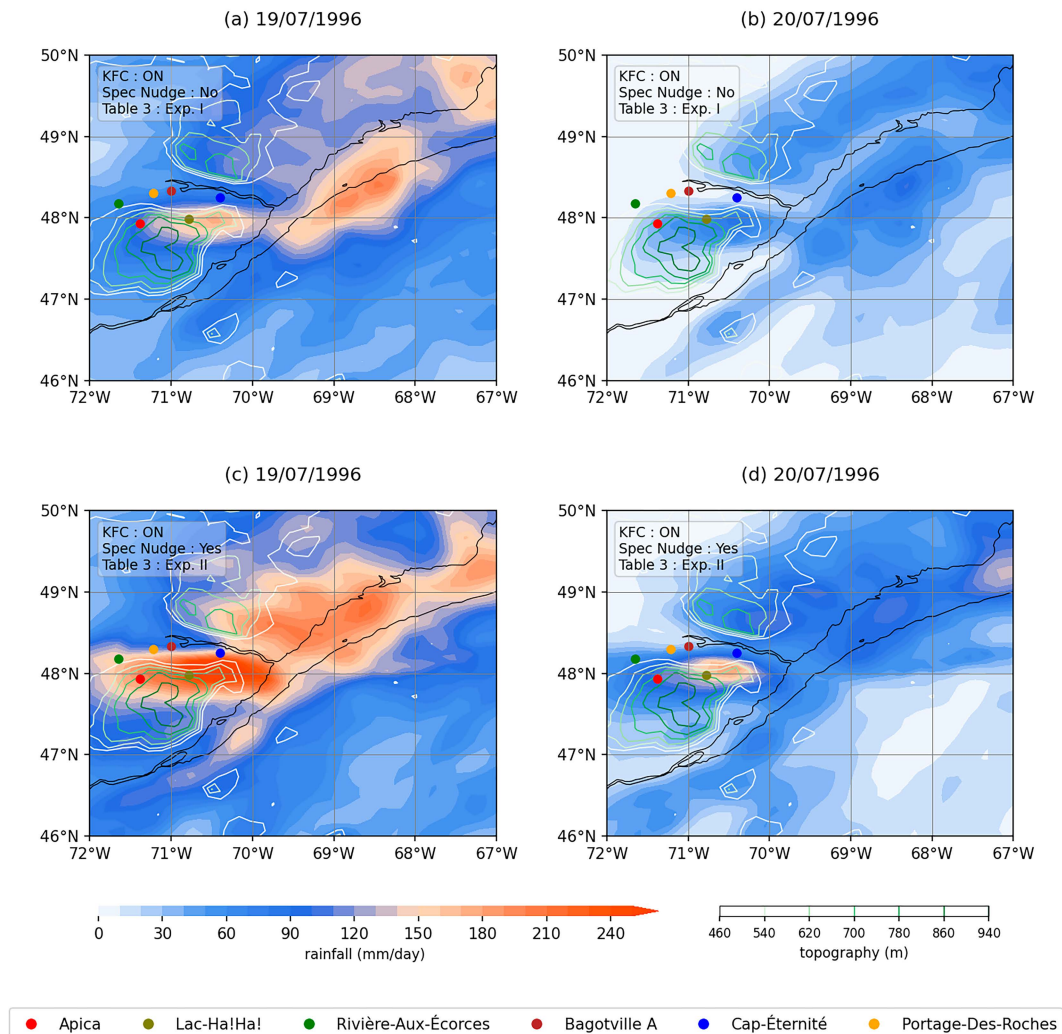 (a) 19/07/1996
(b) 20/07/1996
50°N
49°N
48°N
47°N
46°N
KFC : ON
Spec Nudge : No
Table 3 : Exp. I
72°W 71°W 70°W 69°W 68°W 67°W
50°N
49°N
48°N
47°N
46°N
KFC : ON
Spec Nudge : No
Table 3 : Exp. I
72°W 71°W 70°W 69°W 68°W 67°W
(c) 19/07/1996
(d) 20/07/1996
50°N
49°N
48°N
47°N
46°N
KFC : ON
Spec Nudge : Yes
Table 3 : Exp. II
72°W 71°W 70°W 69°W 68°W 67°W
50°N
49°N
48°N
47°N
46°N
KFC : ON
Spec Nudge : Yes
Table 3 : Exp. II
72°W 71°W 70°W 69°W 68°W 67°W
0 30 60 90 120 150 180 210 240
rainfall (mm/day)
460 540 620 700 780 860 940
topography (m)
Apica Lac-Ha!Ha! Rivière-Aux-Écorces Bagotville A Cap-Éternité Portage-Des-Roches